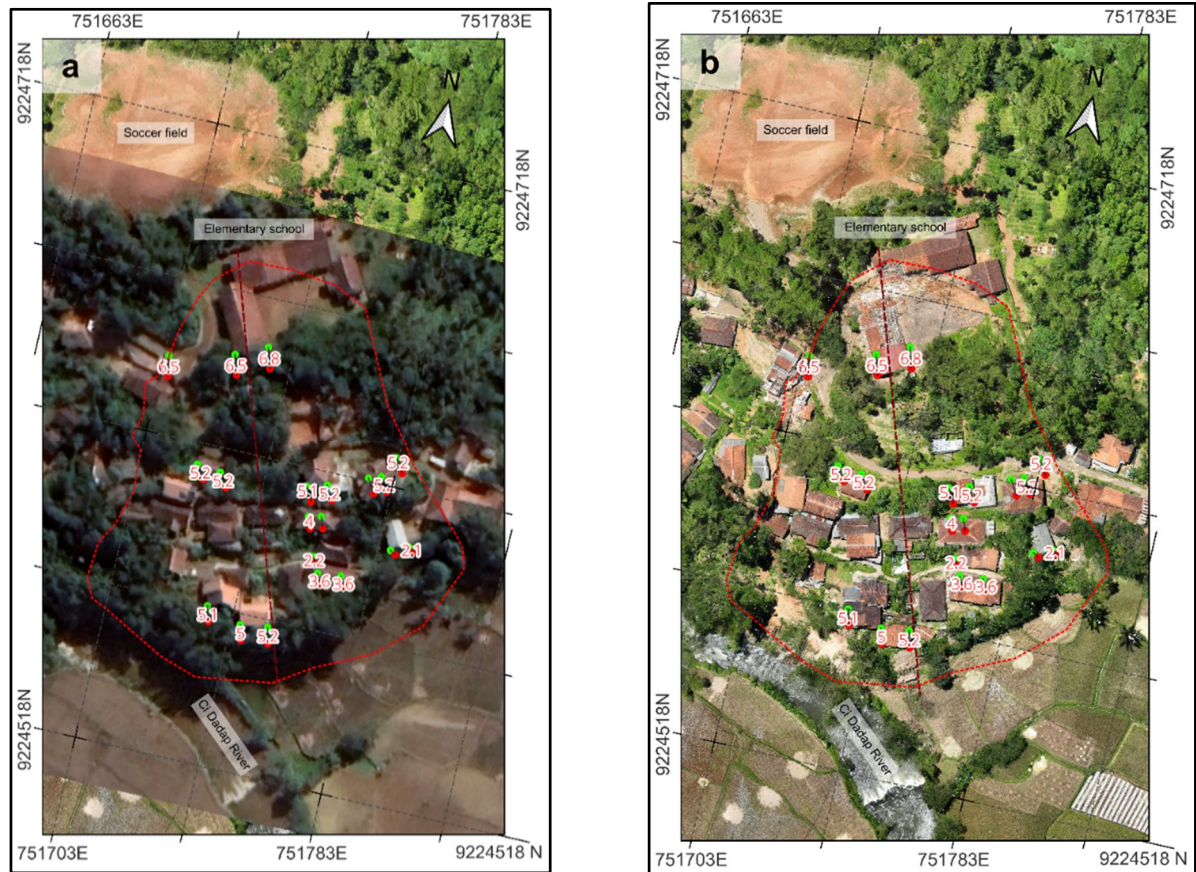 751663E
751783E
a
9224718N
9224718N
N
Soccer field
Elementary school
6.5
6.5
6.8
5.2
5.2
5.2
5.2
5.1
5.2
4
2.1
2.2
3.6
3.6
5.1
5
5.2
Ci Dadap River
9224518N
751703E
751783E
9224518 N
751663E
751783E
b
9224718N
9224718N
N
Soccer field
Elementary school
6.5
6.5
6.8
5.2
5.2
5.2
5.1
5.2
4
2.1
2.2
3.6
3.6
5.1
5
5.2
Ci Dadap River
9224518N
751703E
751783E
9224518 N